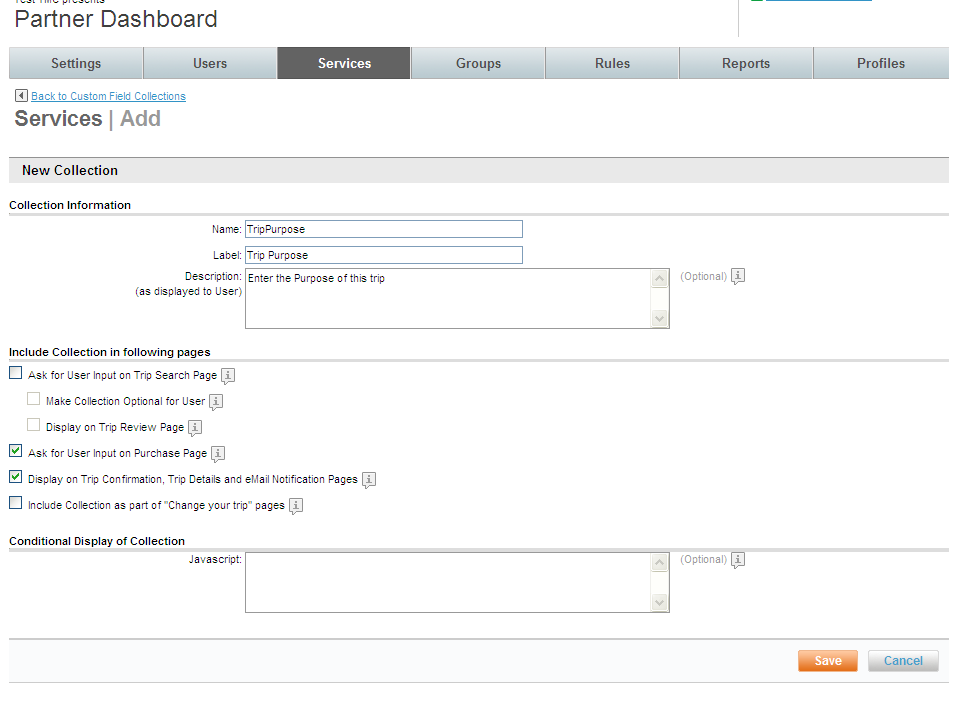 Partner Dashboard
Settings Users Services Groups Rules Reports Profiles
Back to Custom Field Collections
Services | Add
New Collection
Collection Information
Name: TripPurpose
Label: Trip Purpose
Description: Enter the Purpose of this trip (Optional)
(as displayed to User)
Include Collection in following pages
Ask for User Input on Trip Search Page
Make Collection Optional for User
Display on Trip Review Page
Ask for User Input on Purchase Page
Display on Trip Confirmation, Trip Details and eMail Notification Pages
Include Collection as part of "Change your trip" pages
Conditional Display of Collection
Javascript: (Optional)
Save Cancel